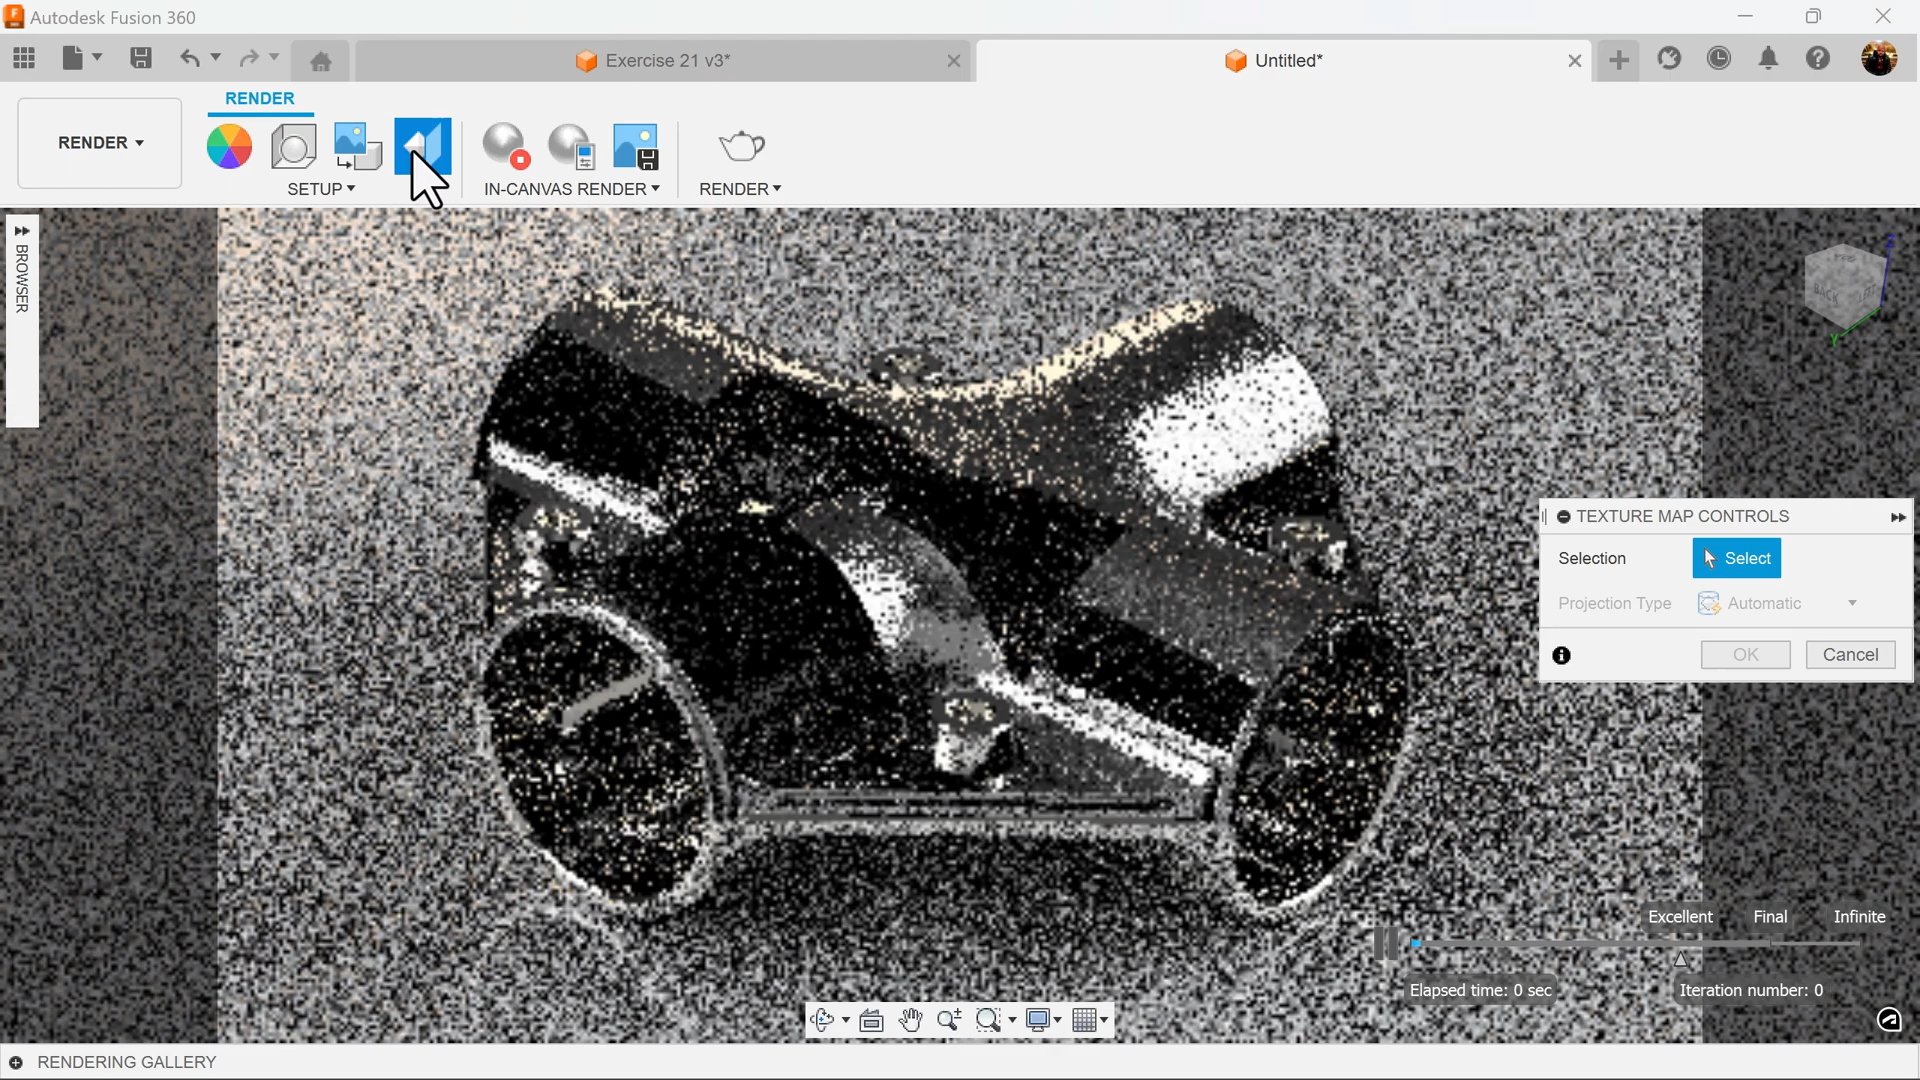 Autodesk Fusion 360
Exercise 21 v3*
Untitled*
RENDER
RENDER
SETUP
IN-CANVAS RENDER
RENDER
BROWSER
BACK
Z
Y
TEXTURE MAP CONTROLS
Selection
Select
Projection Type
Automatic
OK
Cancel
Excellent
Final
Infinite
Elapsed time: 0 sec
Iteration number: 0
RENDERING GALLERY